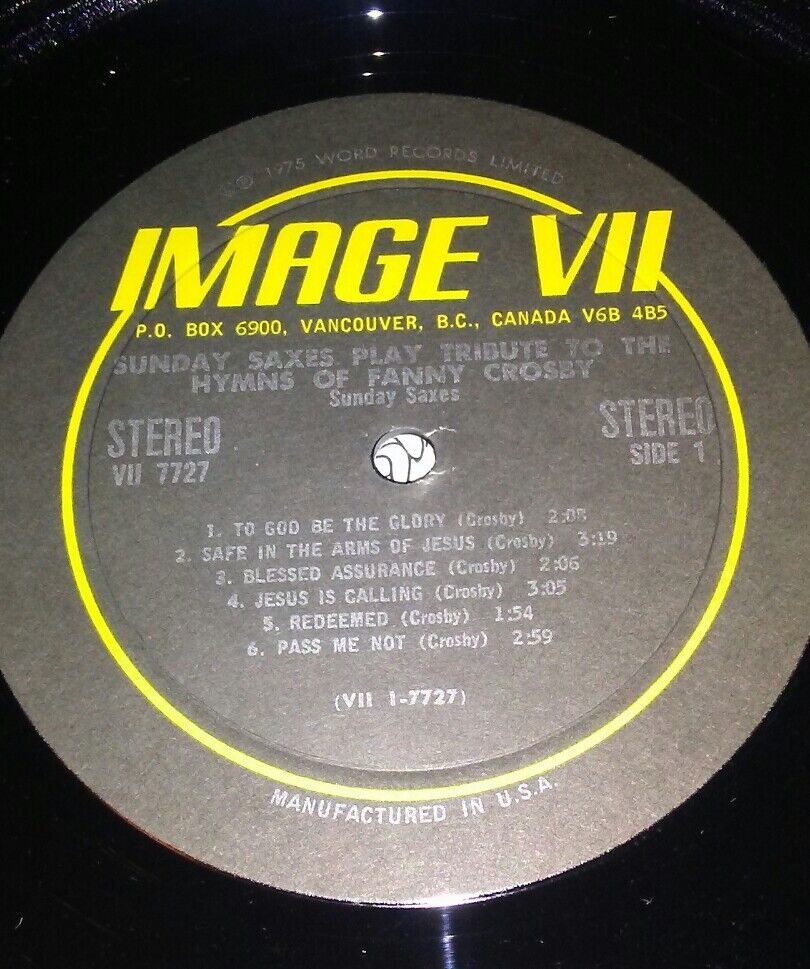 © ℗ 1975 WORD RECORDS LIMITED
IMAGE VII
P.O. BOX 6900, VANCOUVER, B.C., CANADA V6B 4B5
SUNDAY SAXES PLAY TRIBUTE TO THE
HYMNS OF FANNY CROSBY
Sunday Saxes
STEREO
VII 7727
STEREO
SIDE 1
1. TO GOD BE THE GLORY (Crosby) 2:08
2. SAFE IN THE ARMS OF JESUS (Crosby) 3:19
3. BLESSED ASSURANCE (Crosby) 2:06
4. JESUS IS CALLING (Crosby) 3:05
5. REDEEMED (Crosby) 1:54
6. PASS ME NOT (Crosby) 2:59
(VII 1-7727)
MANUFACTURED IN U.S.A.